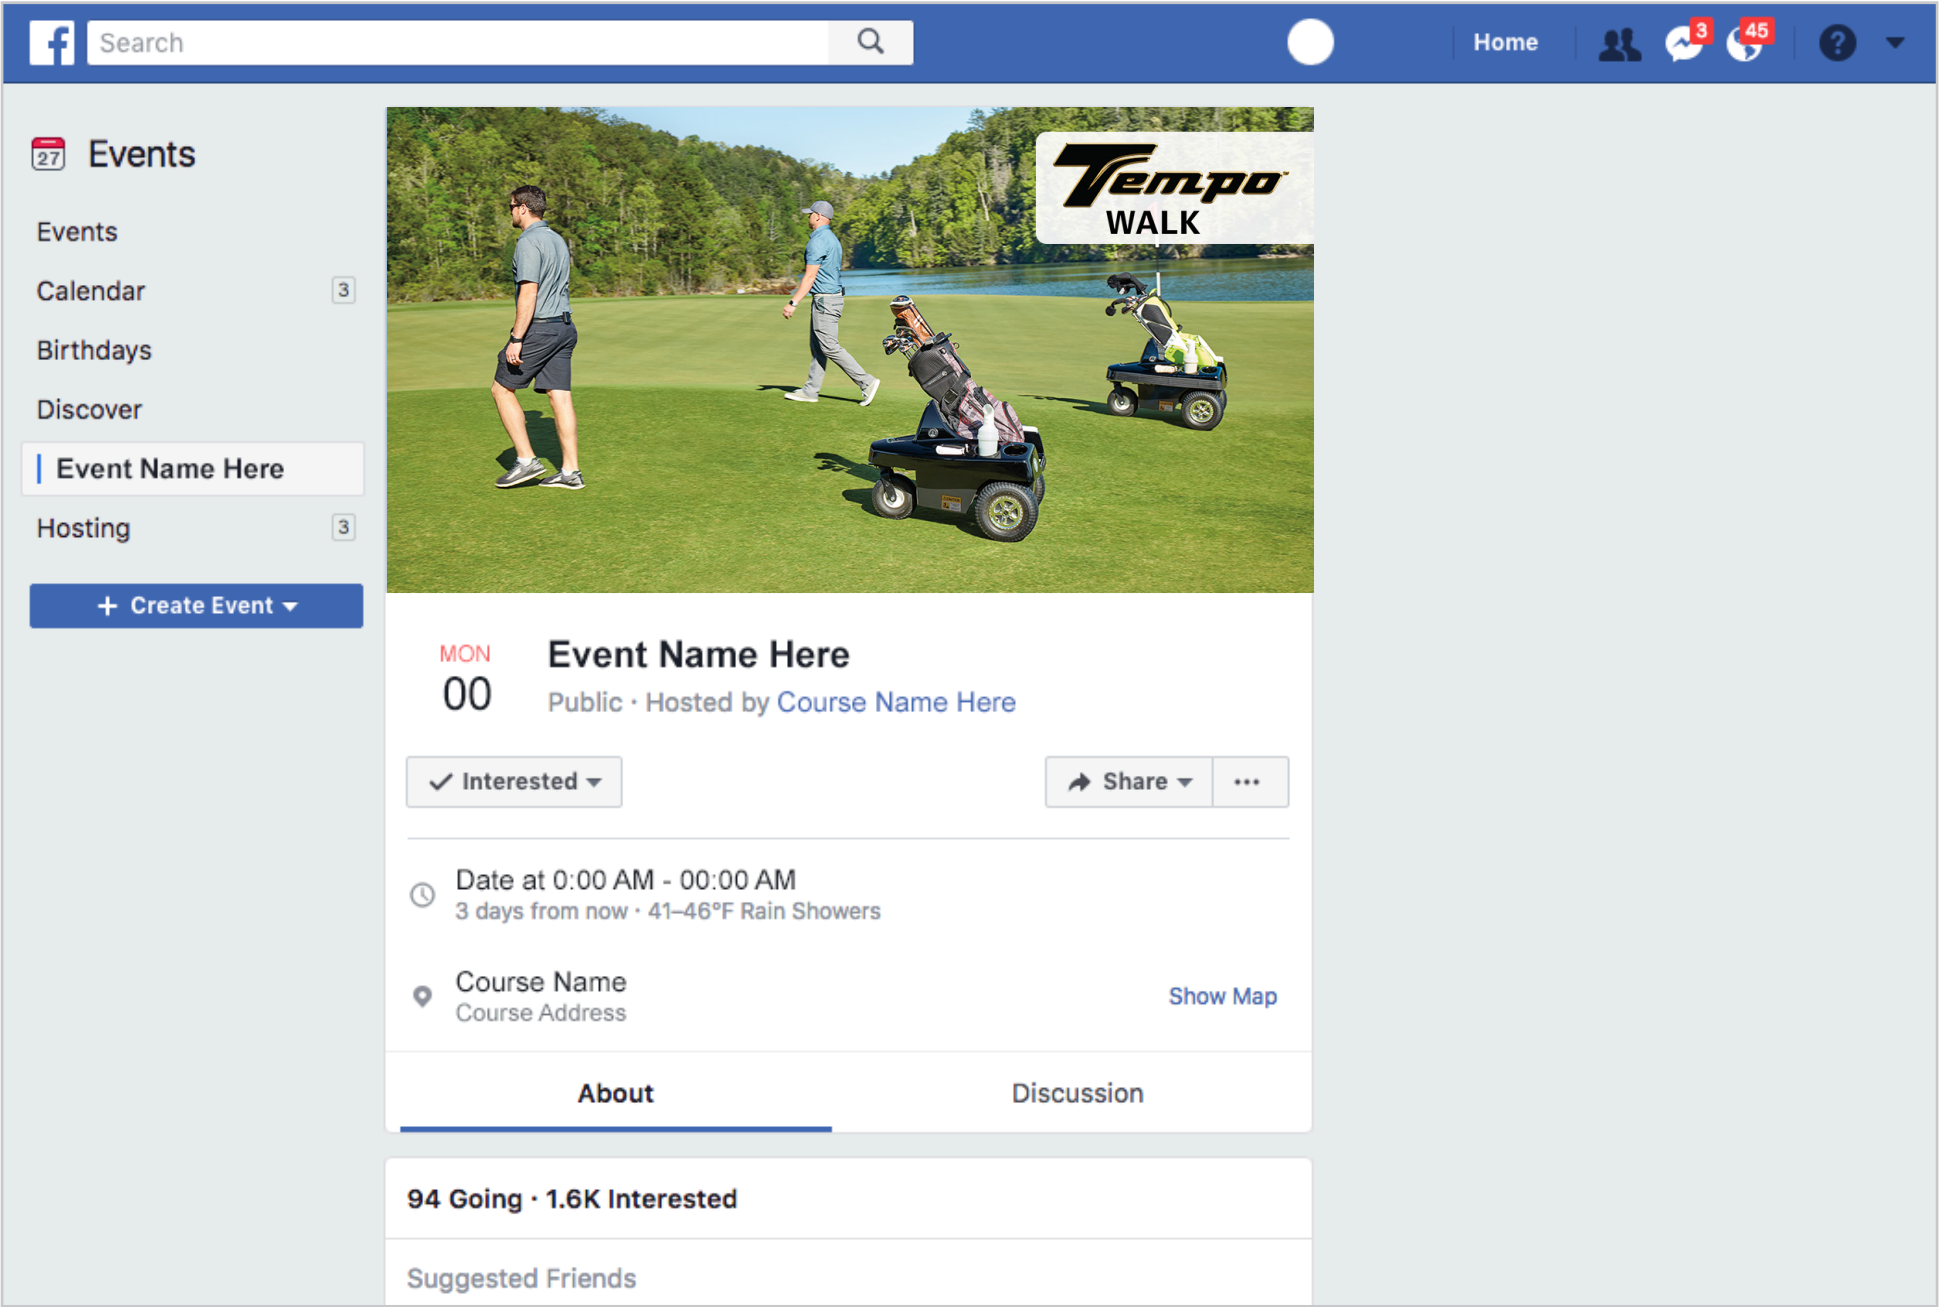 Search
Home
3
45
?
27
Events
Events
Calendar 3
Birthdays
Discover
Event Name Here
Hosting 3
+ Create Event
Tempo
WALK
MON
00
Event Name Here
Public · Hosted by Course Name Here
Interested
Share
Date at 0:00 AM - 00:00 AM
3 days from now · 41–46°F Rain Showers
Course Name
Course Address
Show Map
About
Discussion
94 Going · 1.6K Interested
Suggested Friends